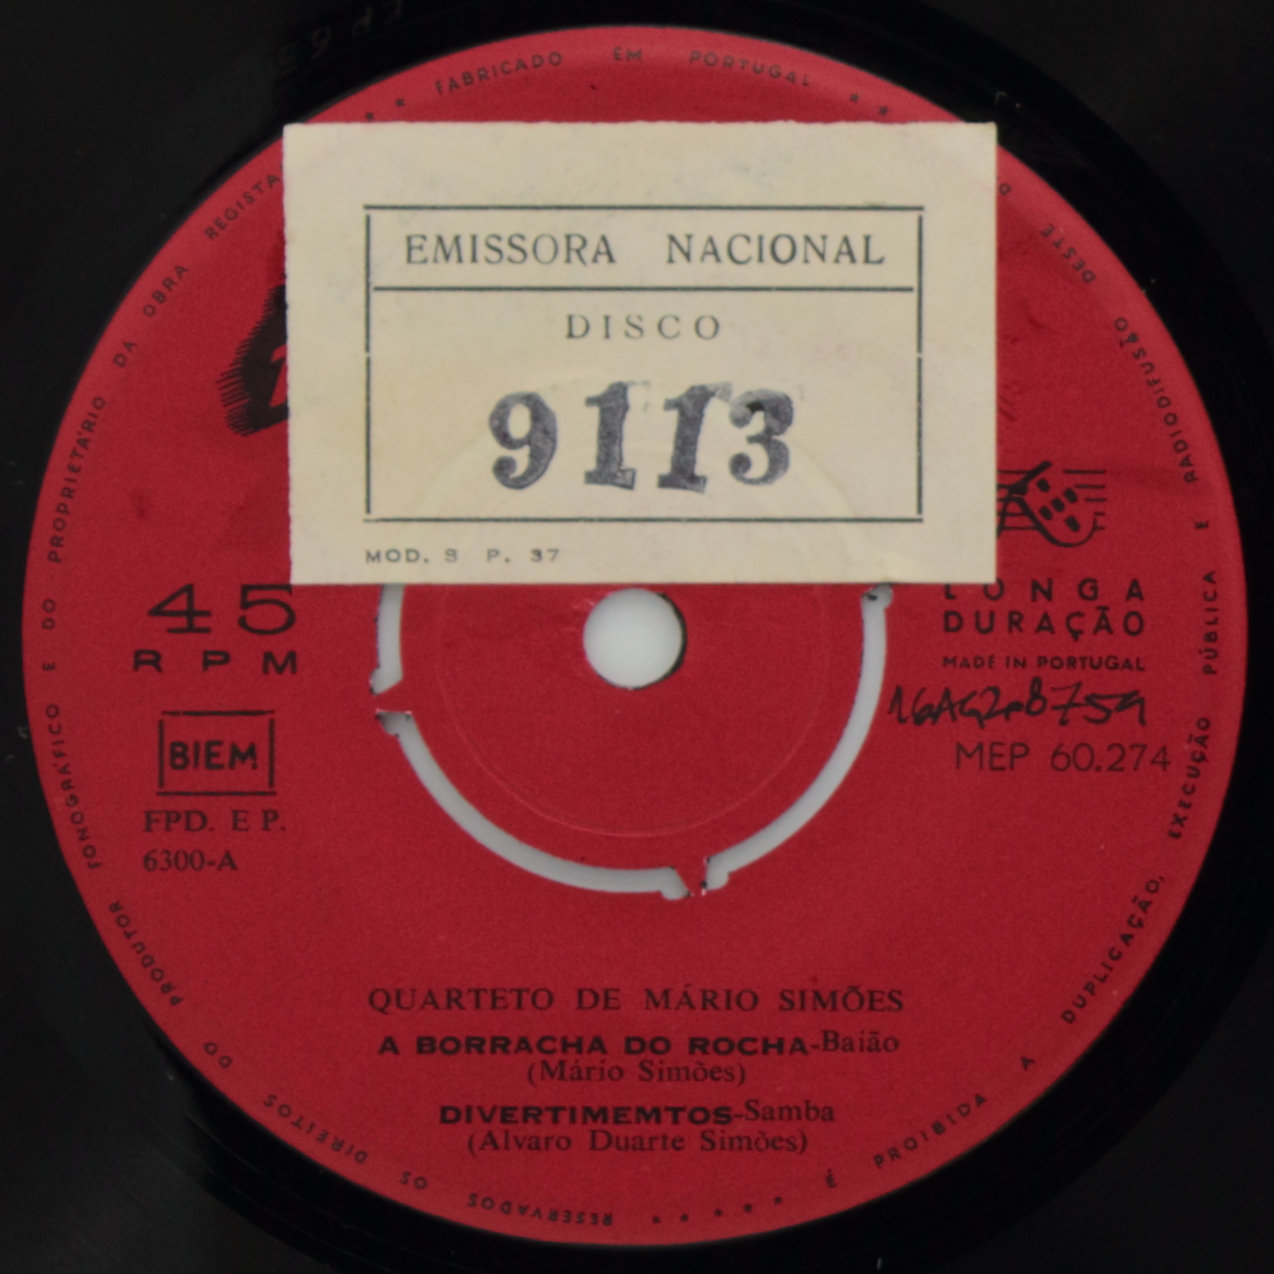 FABRICADO EM PORTUGAL
EMISSORA NACIONAL
DISCO
9113
MOD. S P. 37
45
RPM
BIEM
FPD. E P.
6300-A
LONGA
DURAÇÃO
MADE IN PORTUGAL
MEP 60.274
QUARTETO DE MÁRIO SIMÕES
A BORRACHA DO ROCHA-Baião
(Mário Simões)
DIVERTIMEMTOS-Samba
(Alvaro Duarte Simões)
É PROIBIDA A DUPLICAÇÃO, EXECUÇÃO PÚBLICA E RADIODIFUSÃO DESTE D
RESERVADOS OS DIREITOS DO PRODUTOR FONOGRÁFICO E DO PROPRIETÁRIO DA OBRA REGISTA